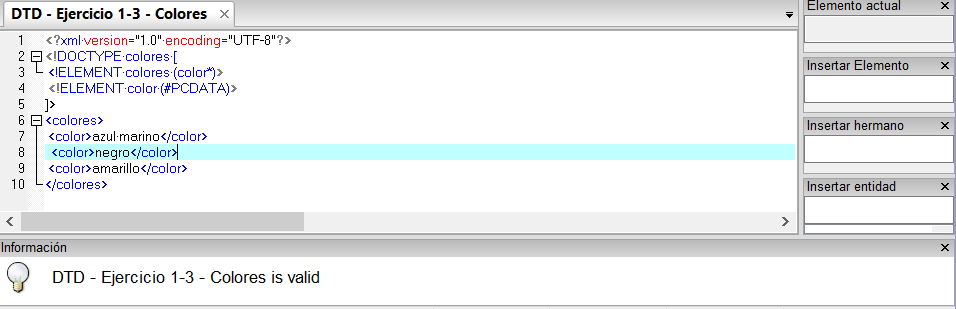 DTD - Ejercicio 1-3 - Colores ×
1 <?xml·version="1.0"·encoding="UTF-8"?>
2 <!DOCTYPE·colores·[
3 <!ELEMENT·colores·(color*)>
4 <!ELEMENT·color·(#PCDATA)>
5 ]>
6 <colores>
7 <color>azul·marino</color>
8 <color>negro</color>
9 <color>amarillo</color>
10 </colores>
Elemento actual ×
Insertar Elemento ×
Insertar hermano ×
Insertar entidad ×
Información ×
DTD - Ejercicio 1-3 - Colores is valid